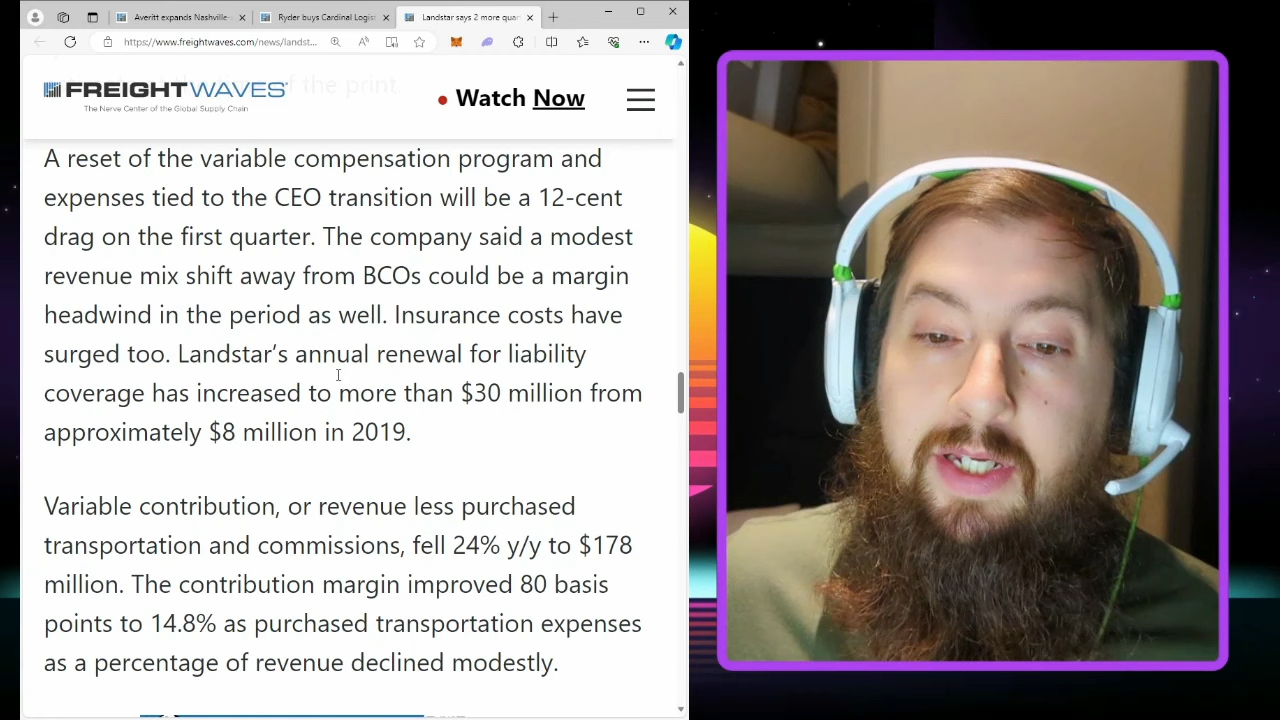 Averitt expands Nashville-
Ryder buys Cardinal Logis
Landstar says 2 more quar
https://www.freightwaves.com/news/landst...
of the print.
FREIGHTWAVES
The Nerve Center of the Global Supply Chain
Watch Now
A reset of the variable compensation program and
expenses tied to the CEO transition will be a 12-cent
drag on the first quarter. The company said a modest
revenue mix shift away from BCOs could be a margin
headwind in the period as well. Insurance costs have
surged too. Landstar’s annual renewal for liability
coverage has increased to more than $30 million from
approximately $8 million in 2019.
Variable contribution, or revenue less purchased
transportation and commissions, fell 24% y/y to $178
million. The contribution margin improved 80 basis
points to 14.8% as purchased transportation expenses
as a percentage of revenue declined modestly.